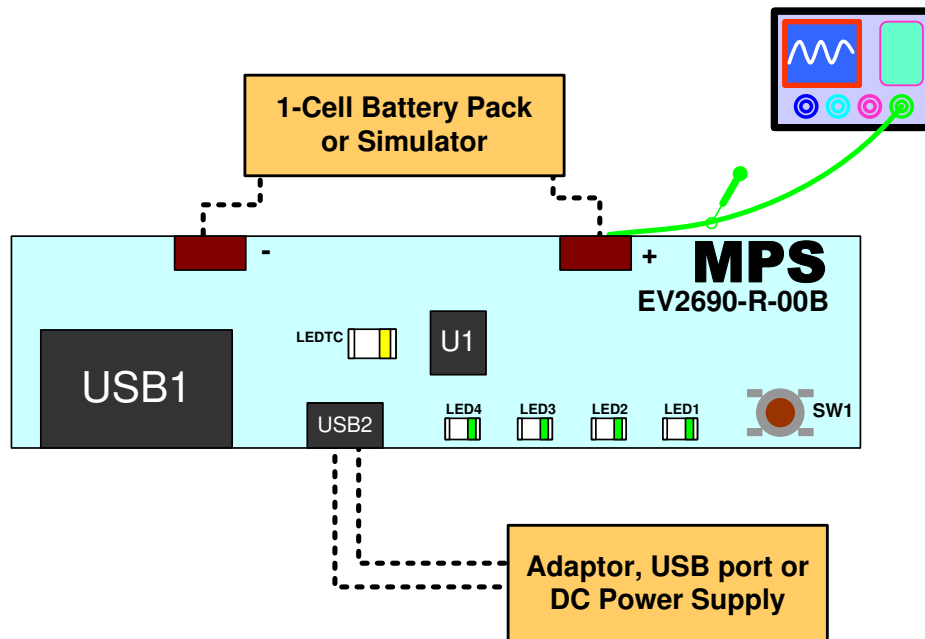 1-Cell Battery Pack
or Simulator
-
+
MPS
EV2690-R-00B
LEDTC
U1
USB1
USB2
LED4
LED3
LED2
LED1
SW1
Adaptor, USB port or
DC Power Supply